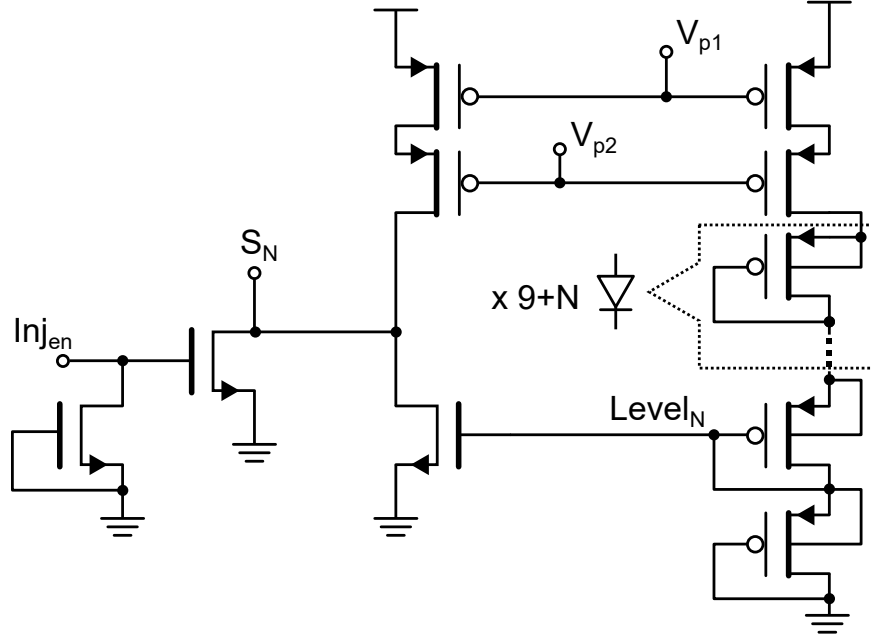 V_p1
V_p2
S_N
x 9+N
Inj_en
Level_N